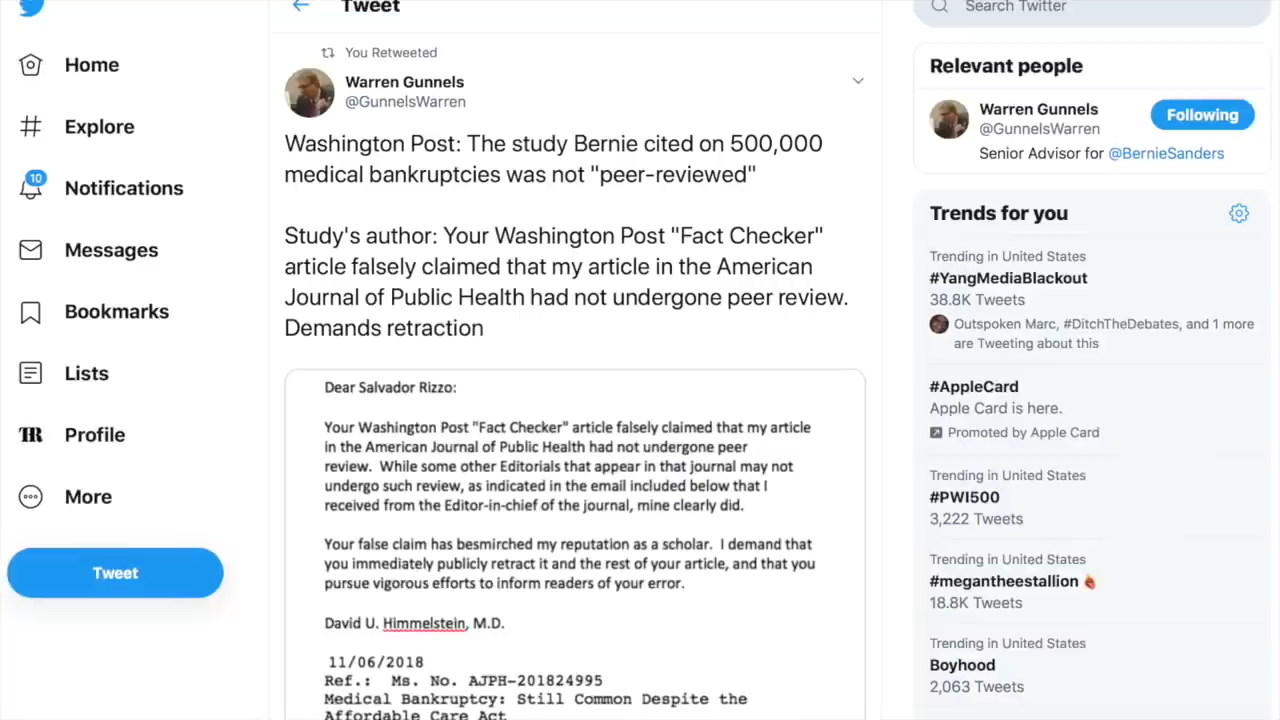 Tweet
Search Twitter
Home
Explore
10
Notifications
Messages
Bookmarks
Lists
TR
Profile
More
Tweet
You Retweeted
Warren Gunnels
@GunnelsWarren
Washington Post: The study Bernie cited on 500,000
medical bankruptcies was not "peer-reviewed"
Study's author: Your Washington Post "Fact Checker"
article falsely claimed that my article in the American
Journal of Public Health had not undergone peer review.
Demands retraction
Dear Salvador Rizzo:
Your Washington Post "Fact Checker" article falsely claimed that my article
in the American Journal of Public Health had not undergone peer
review. While some other Editorials that appear in that journal may not
undergo such review, as indicated in the email included below that I
received from the Editor-in-chief of the journal, mine clearly did.
Your false claim has besmirched my reputation as a scholar. I demand that
you immediately publicly retract it and the rest of your article, and that you
pursue vigorous efforts to inform readers of your error.
David U. Himmelstein, M.D.
11/06/2018
Ref.: Ms. No. AJPH-201824995
Medical Bankruptcy: Still Common Despite the
Affordable Care Act
Relevant people
Warren Gunnels
@GunnelsWarren
Following
Senior Advisor for @BernieSanders
Trends for you
Trending in United States
#YangMediaBlackout
38.8K Tweets
Outspoken Marc, #DitchTheDebates, and 1 more
are Tweeting about this
#AppleCard
Apple Card is here.
Promoted by Apple Card
Trending in United States
#PWI500
3,222 Tweets
Trending in United States
#megantheestallion
18.8K Tweets
Trending in United States
Boyhood
2,063 Tweets